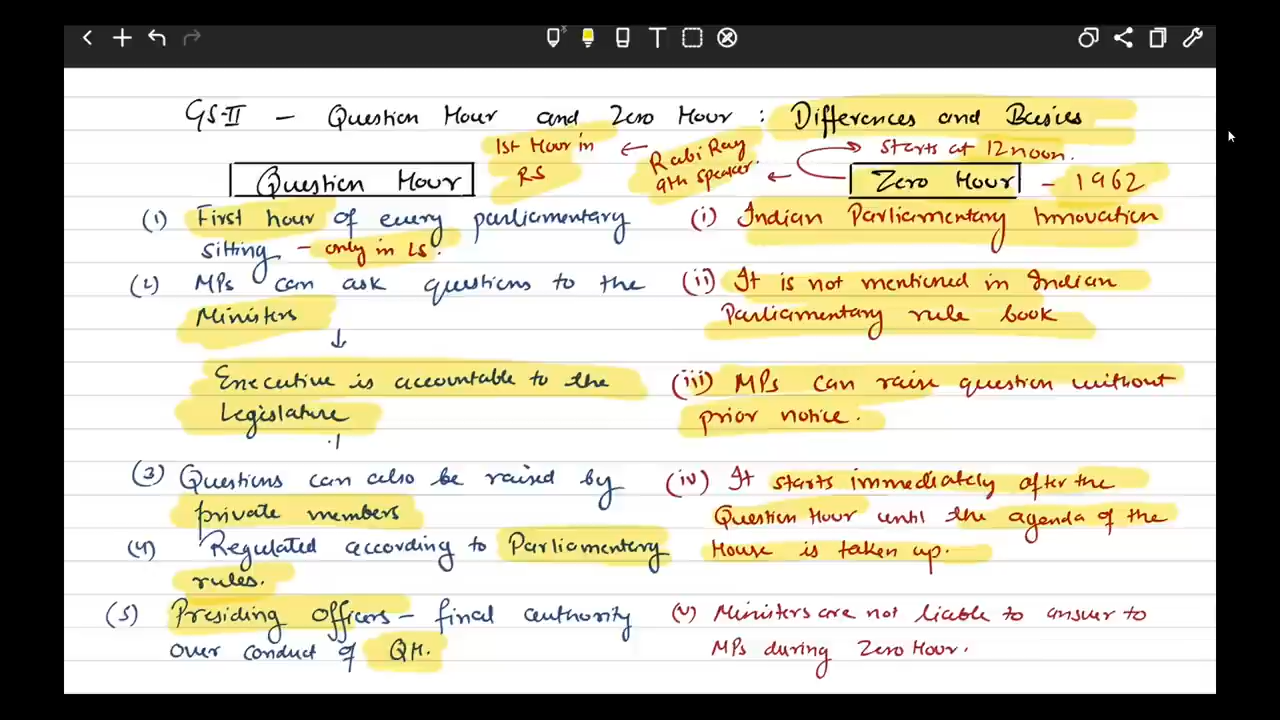 GS-II - Question Hour and Zero Hour : Differences and Basics
1st Hour in RS ← Rabi Ray 9th Speaker. ← starts at 12 noon.
Question Hour
(1) First hour of every parliamentary
sitting - only in LS.
(2) MPs can ask questions to the
Ministers
↓
Executive is accountable to the
Legislature
(3) Questions can also be raised by
private members
(4) Regulated according to Parliamentary
rules.
(5) Presiding Officers - final authority
over conduct of QH.
Zero Hour - 1962
(i) Indian Parliamentary Innovation
(ii) It is not mentioned in Indian
Parliamentary rule book
(iii) MPs can raise question without
prior notice.
(iv) It starts immediately after the
Question Hour until the agenda of the
House is taken up.
(v) Ministers are not liable to answer to
MPs during Zero Hour.